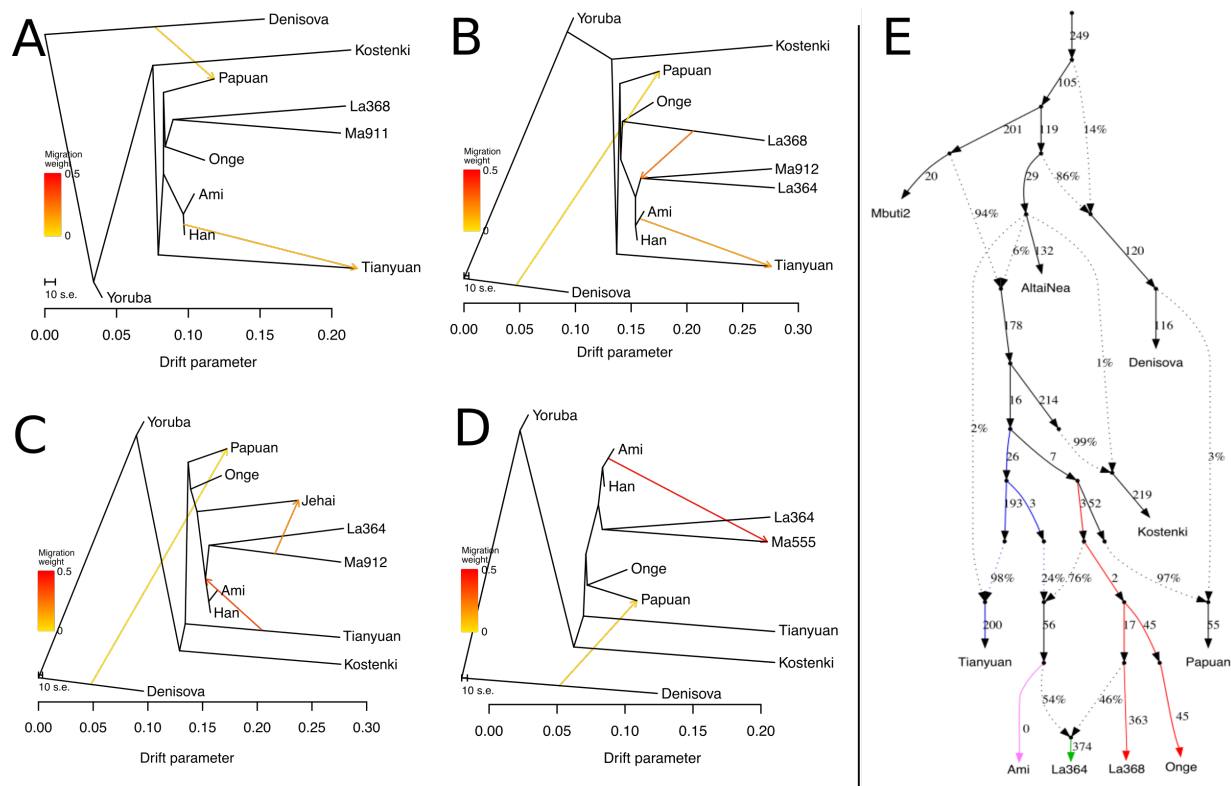 A
Denisova
Kostenki
Papuan
La368
Ma911
Onge
Ami
Han
Tianyuan
Yoruba
Migration
weight
0.5
0
10 s.e.
0.00 0.05 0.10 0.15 0.20
Drift parameter
B
Yoruba
Kostenki
Papuan
Onge
La368
Ma912
La364
Ami
Han
Tianyuan
Denisova
Migration
weight
0.5
0
10 s.e.
0.00 0.05 0.10 0.15 0.20 0.25 0.30
Drift parameter
C
Yoruba
Papuan
Onge
Jehai
La364
Ma912
Ami
Han
Tianyuan
Kostenki
Denisova
Migration
weight
0.5
0
10 s.e.
0.00 0.05 0.10 0.15 0.20 0.25 0.30
Drift parameter
D
Yoruba
Ami
Han
La364
Ma555
Onge
Papuan
Tianyuan
Kostenki
Denisova
Migration
weight
0.5
0
10 s.e.
0.00 0.05 0.10 0.15 0.20
Drift parameter
E
249
105
201 119 14%
20 29 86%
Mbuti2
94% 6% 132 120
AltaiNea
178 116
1% Denisova
16 214
2% 99% 3%
26 7
219
193 3 52
Kostenki
98% 24% 76% 2 97%
200 56 17 45 55
Tianyuan Papuan
54% 46%
0 374 363 45
Ami La364 La368 Onge